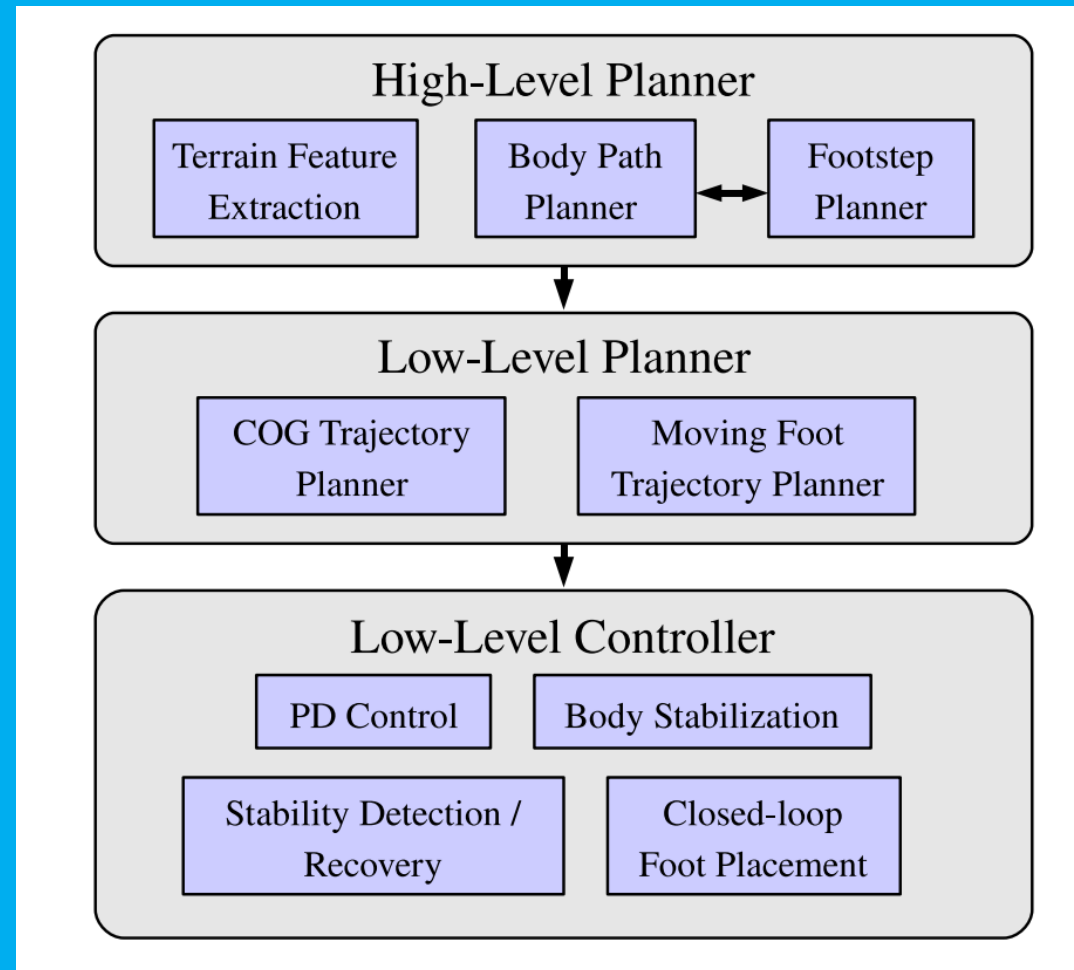 High-Level Planner
Terrain Feature
Extraction
Body Path
Planner
Footstep
Planner
Low-Level Planner
COG Trajectory
Planner
Moving Foot
Trajectory Planner
Low-Level Controller
PD Control
Body Stabilization
Stability Detection /
Recovery
Closed-loop
Foot Placement